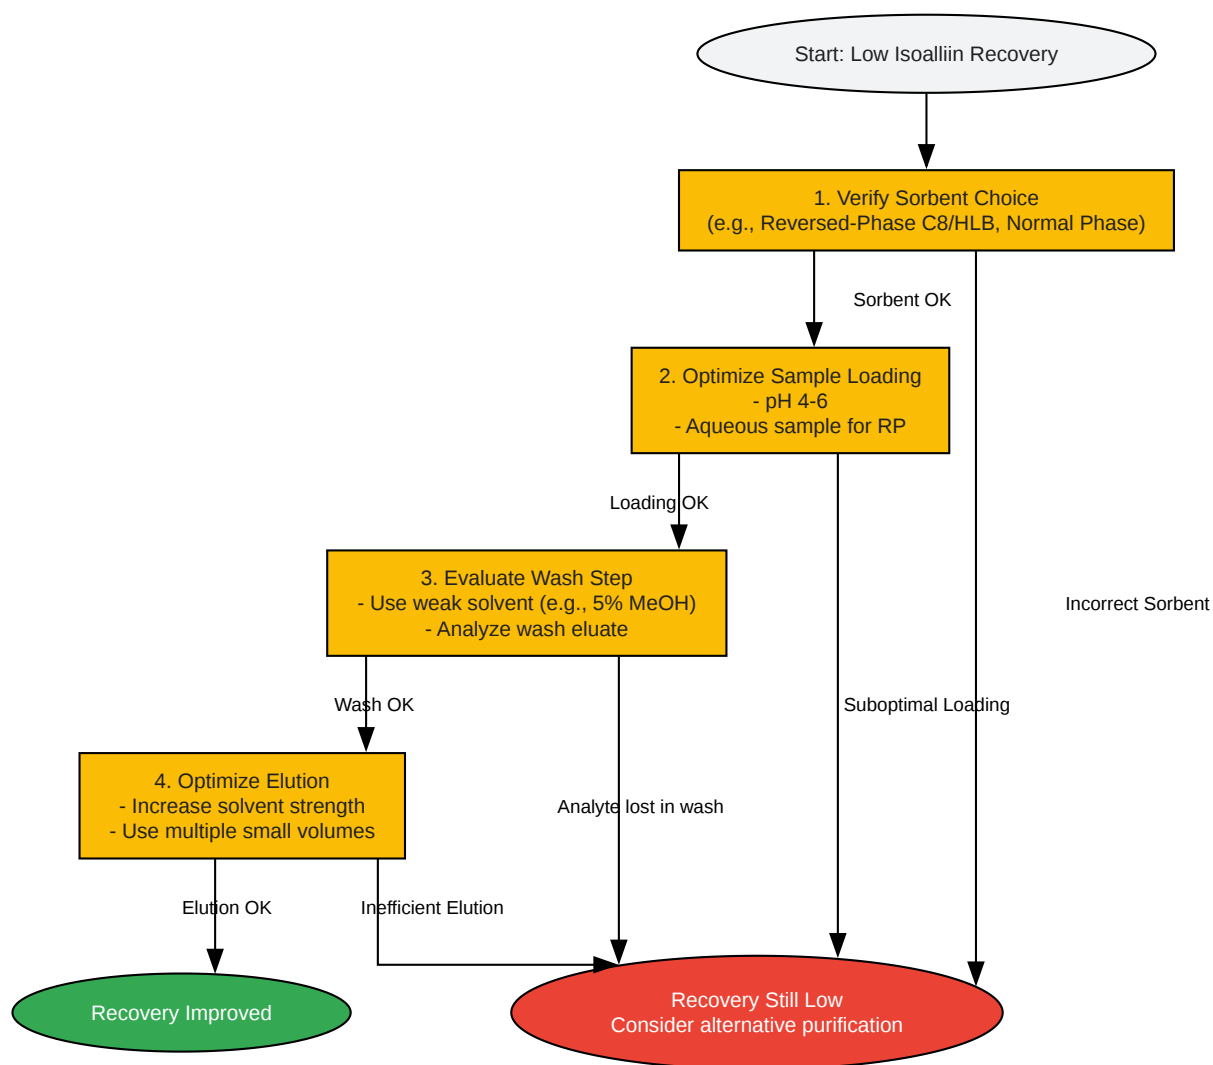 Start: Low Isoalliin Recovery
1. Verify Sorbent Choice
(e.g., Reversed-Phase C8/HLB, Normal Phase)
Sorbent OK
2. Optimize Sample Loading
- pH 4-6
- Aqueous sample for RP
Loading OK
3. Evaluate Wash Step
- Use weak solvent (e.g., 5% MeOH)
- Analyze wash eluate
Incorrect Sorbent
Wash OK
Suboptimal Loading
4. Optimize Elution
- Increase solvent strength
- Use multiple small volumes
Analyte lost in wash
Elution OK
Inefficient Elution
Recovery Improved
Recovery Still Low
Consider alternative purification